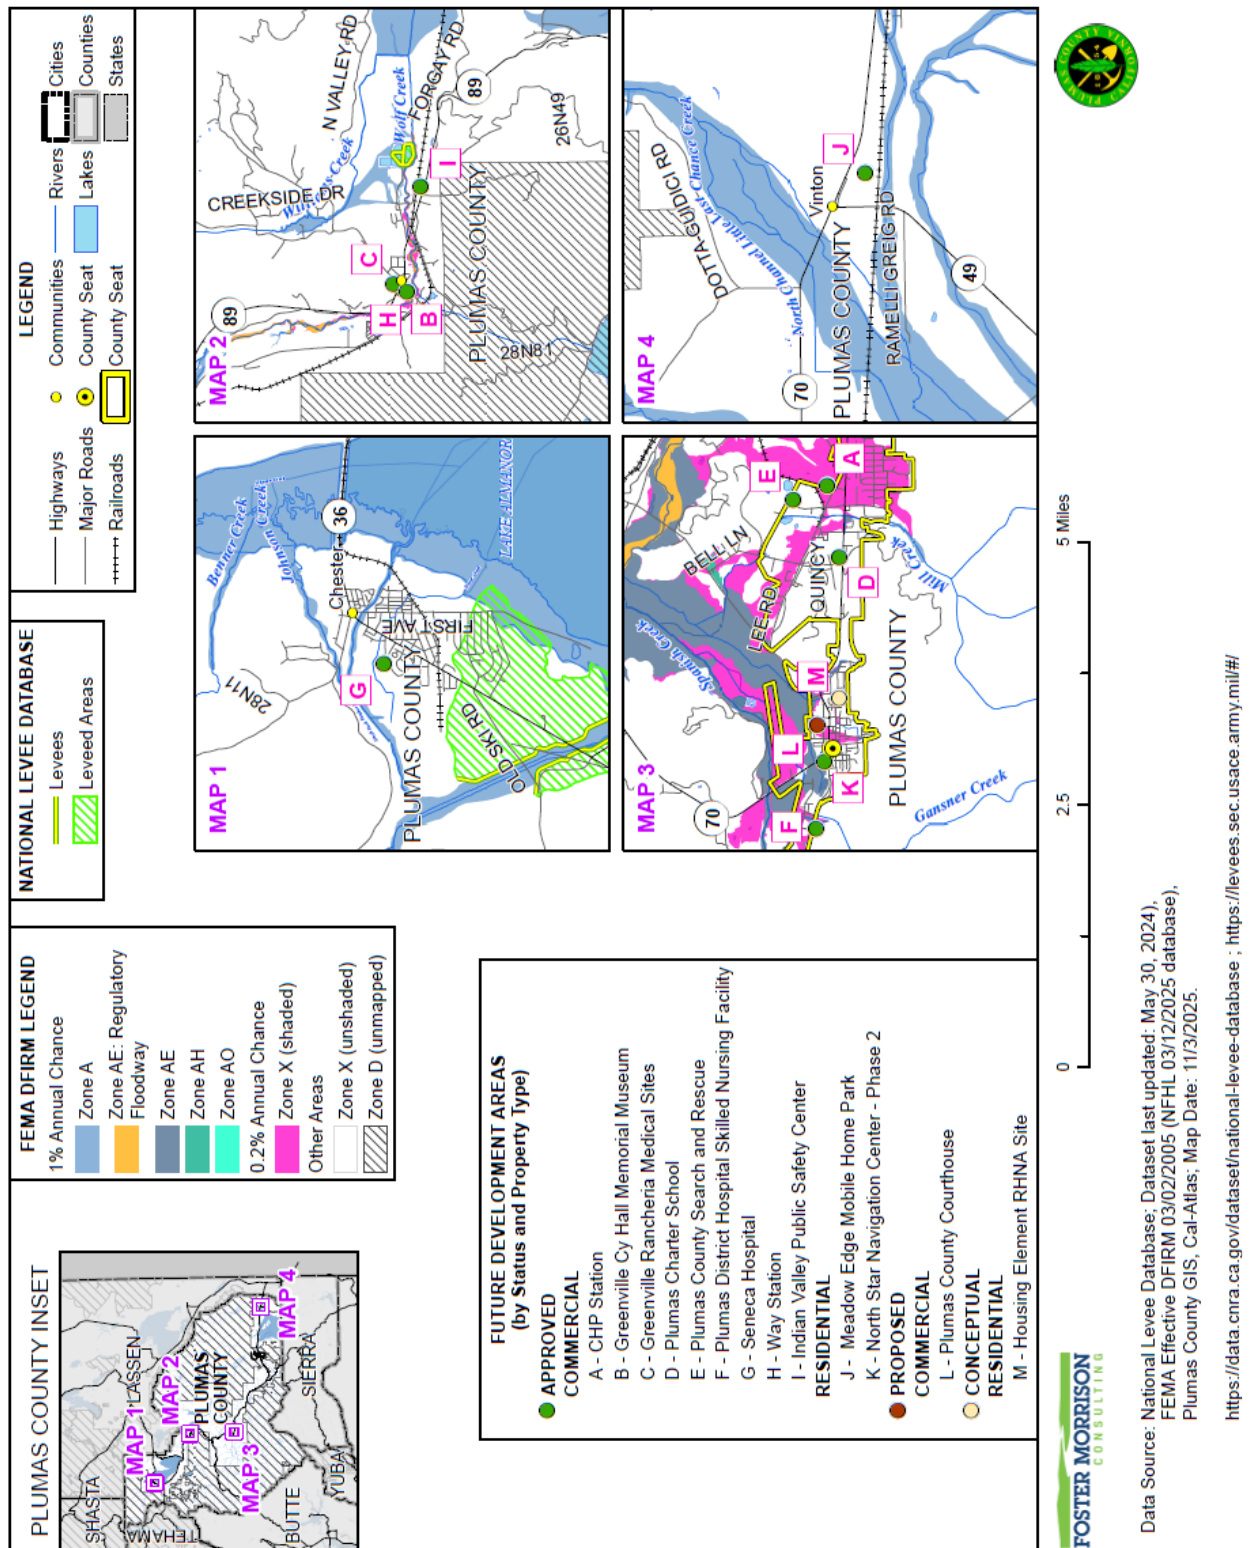 PLUMAS COUNTY INSET
SHASTA
LASSEN
TEHAMA
BUTTE
YUBA
SIERRA
PLUMAS
COUNTY
MAP 1
MAP 2
MAP 3
MAP 4
FEMA DFIRM LEGEND
1% Annual Chance
Zone A
Zone AE: Regulatory
Floodway
Zone AE
Zone AH
Zone AO
0.2% Annual Chance
Zone X (shaded)
Other Areas
Zone X (unshaded)
Zone D (unmapped)
NATIONAL LEVEE DATABASE
Levees
Leveed Areas
LEGEND
Highways
Major Roads
Railroads
Communities
County Seat
County Seat
Rivers
Lakes
Cities
Counties
States
FUTURE DEVELOPMENT AREAS
(by Status and Property Type)
APPROVED
COMMERCIAL
A - CHP Station
B - Greenville Cy Hall Memorial Museum
C - Greenville Rancheria Medical Sites
D - Plumas Charter School
E - Plumas County Search and Rescue
F - Plumas District Hospital Skilled Nursing Facility
G - Seneca Hospital
H - Way Station
I - Indian Valley Public Safety Center
RESIDENTIAL
J - Meadow Edge Mobile Home Park
K - North Star Navigation Center - Phase 2
PROPOSED
COMMERCIAL
L - Plumas County Courthouse
CONCEPTUAL
RESIDENTIAL
M - Housing Element RHNA Site
MAP 1
28N11
Benner Creek
Johnson Creek
Chester
36
G
PLUMAS COUNTY
FIRST AVE
OLD SKI RD
LAKE ALMANOR
MAP 2
89
CREEKSIDE DR
N VALLEY RD
Wolf Creek
FORGAY RD
89
C
H
B
I
PLUMAS COUNTY
28N81
26N49
MAP 3
70
Spanish Creek
BELL LN
LEE RD
QUINCY
E
A
D
M
L
K
F
PLUMAS COUNTY
Mill Creek
Gansner Creek
MAP 4
70
DOTTA-GUIDICI RD
North Channel Little Last Chance Creek
Vinton
J
PLUMAS COUNTY
RAMELLI GREIG RD
49
0
2.5
5 Miles
FOSTER MORRISON
CONSULTING
PLUMAS COUNTY
CALIFORNIA
Data Source: National Levee Database; Dataset last updated: May 30, 2024),
FEMA Effective DFIRM 03/02/2005 (NFHL 03/12/2025 database),
Plumas County GIS, Cal-Atlas; Map Date: 11/3/2025.
https://data.cnra.ca.gov/dataset/national-levee-database ; https://levees.sec.usace.army.mil/#/